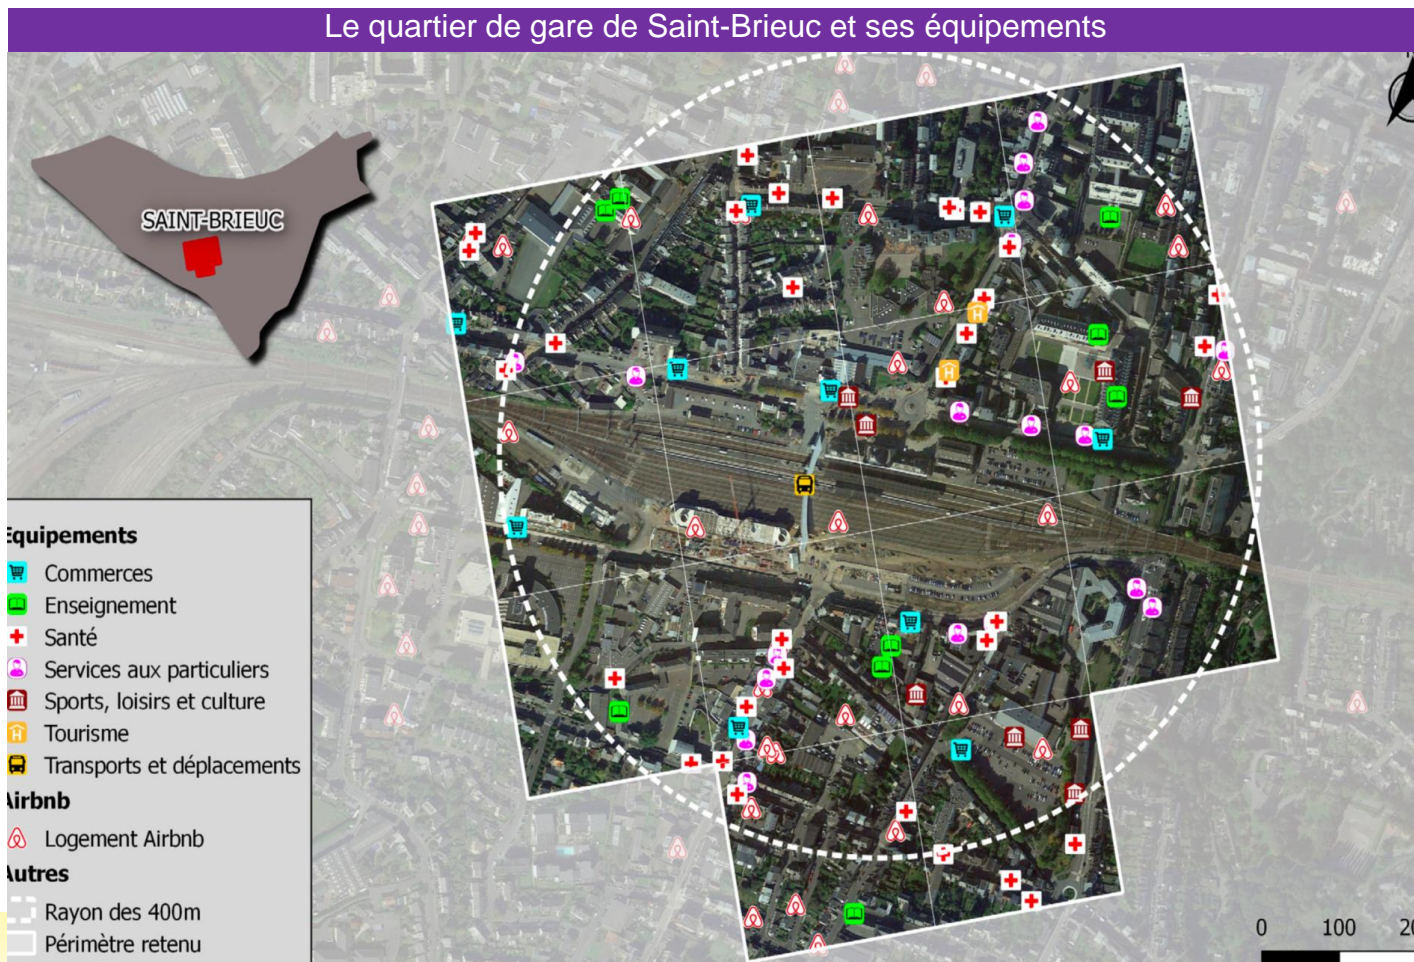 Le quartier de gare de Saint-Brieuc et ses équipements
SAINT-BRIEUC
Equipements
Commerces
Enseignement
Santé
Services aux particuliers
Sports, loisirs et culture
Tourisme
Transports et déplacements
Airbnb
Logement Airbnb
Autres
Rayon des 400m
Périmètre retenu
0 100